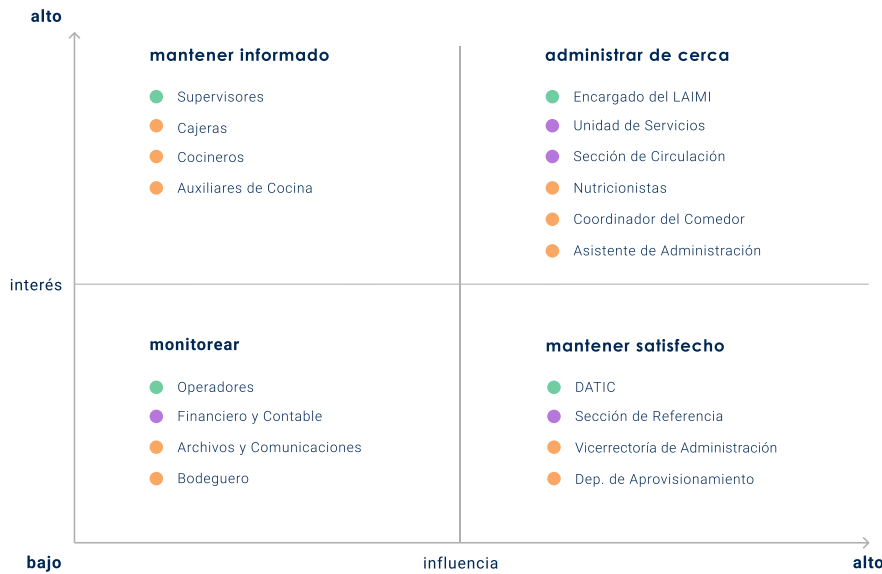 alto
mantener informado
Supervisores
Cajeras
Cocineros
Auxiliares de Cocina
administrar de cerca
Encargado del LAIMI
Unidad de Servicios
Sección de Circulación
Nutricionistas
Coordinador del Comedor
Asistente de Administración
interés
monitorear
Operadores
Financiero y Contable
Archivos y Comunicaciones
Bodeguero
mantener satisfecho
DATIC
Sección de Referencia
Vicerrectoría de Administración
Dep. de Aprovisionamiento
bajo
influencia
alto